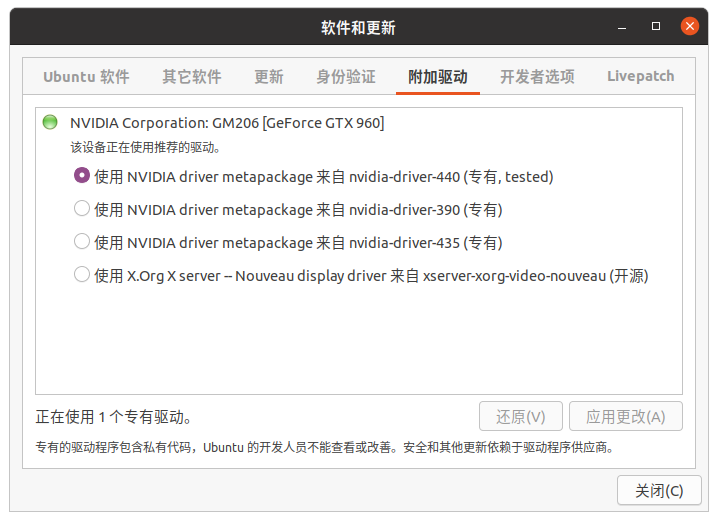 软件和更新
Ubuntu 软件 其它软件 更新 身份验证 附加驱动 开发者选项 Livepatch
NVIDIA Corporation: GM206 [GeForce GTX 960]
该设备正在使用推荐的驱动。
使用 NVIDIA driver metapackage 来自 nvidia-driver-440 (专有, tested)
使用 NVIDIA driver metapackage 来自 nvidia-driver-390 (专有)
使用 NVIDIA driver metapackage 来自 nvidia-driver-435 (专有)
使用 X.Org X server -- Nouveau display driver 来自 xserver-xorg-video-nouveau (开源)
正在使用 1 个专有驱动。 还原(V) 应用更改(A)
专有的驱动程序包含私有代码，Ubuntu 的开发人员不能查看或改善。安全和其他更新依赖于驱动程序供应商。
关闭(C)